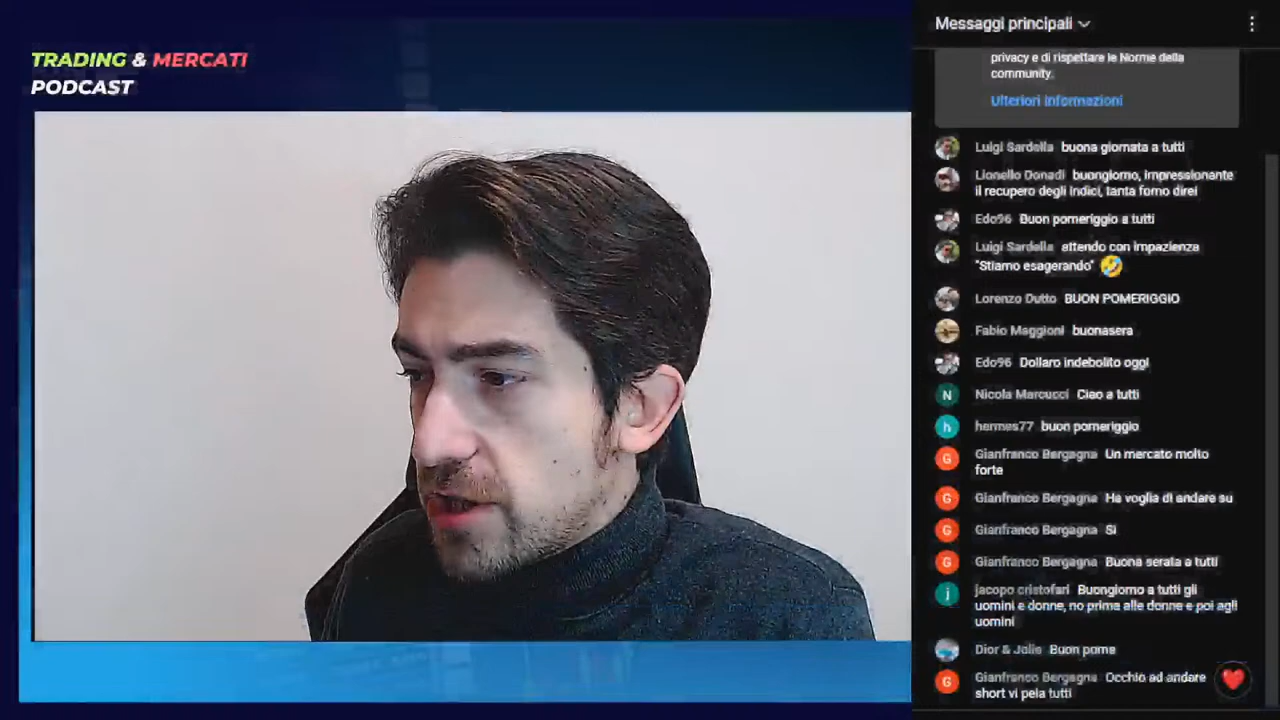 TRADING & MERCATI
PODCAST
Messaggi principali
privacy e di rispettare le Norme della
community.
Ulteriori informazioni
Luigi Sardella buona giornata a tutti
Lionello Donadi buongiorno, impressionante
il recupero degli indici, tanta fomo direi
Edo96 Buon pomeriggio a tutti
Luigi Sardella attendo con impazienza
"Stiamo esagerando" 🤣
Lorenzo Dutto BUON POMERIGGIO
Fabio Maggioni buonasera
Edo96 Dollaro indebolito oggi
N Nicola Marcucci Ciao a tutti
h hermes77 buon pomeriggio
G Gianfranco Bergagna Un mercato molto
forte
G Gianfranco Bergagna Ha voglia di andare su
G Gianfranco Bergagna Si
G Gianfranco Bergagna Buona serata a tutti
j jacopo cristofari Buongiorno a tutti gli
uomini e donne, no prima alle donne e poi agli
uomini
Dior & Jolie Buon pome
G Gianfranco Bergagna Occhio ad andare
short vi pela tutti